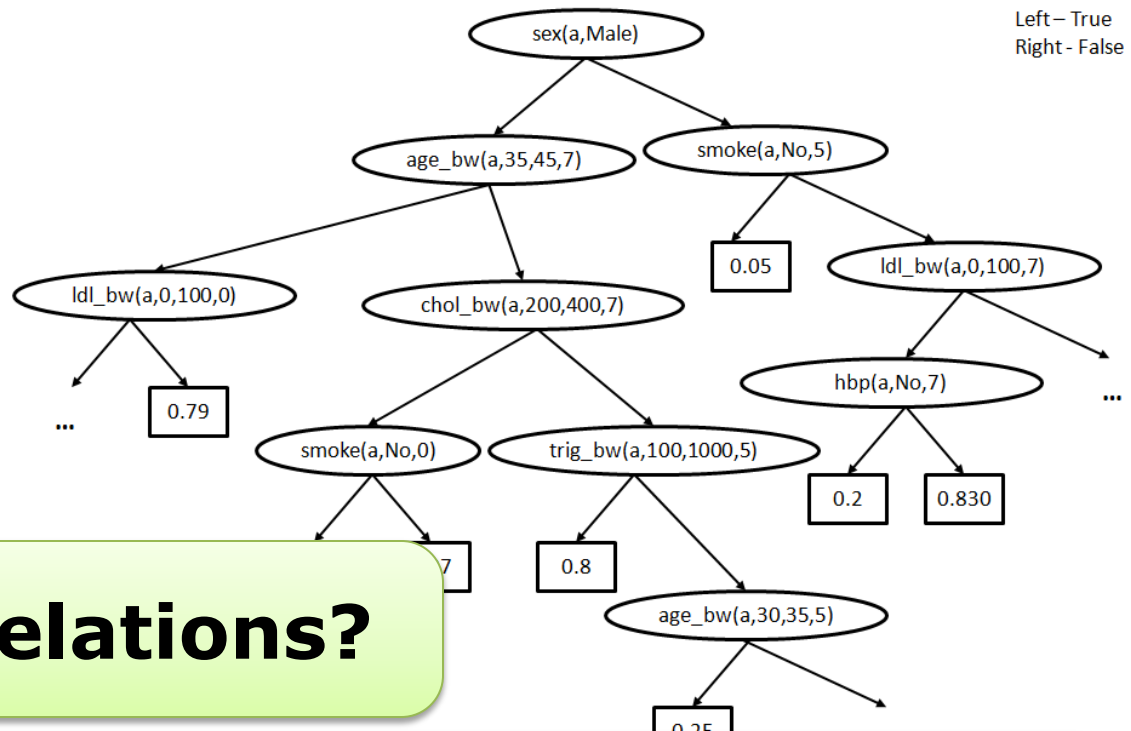 sex(a,Male)
Left – True
Right - False
age_bw(a,35,45,7)
smoke(a,No,5)
0.05
ldl_bw(a,0,100,7)
ldl_bw(a,0,100,0)
chol_bw(a,200,400,7)
hbp(a,No,7)
...
0.79
...
smoke(a,No,0)
trig_bw(a,100,1000,5)
0.2
0.830
7
0.8
elations?
age_bw(a,30,35,5)